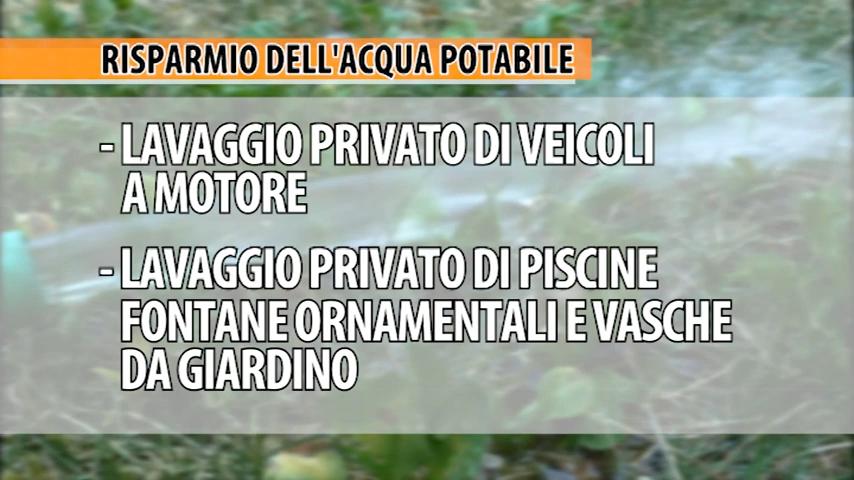 RISPARMIO DELL'ACQUA POTABILE
- LAVAGGIO PRIVATO DI VEICOLI
A MOTORE
- LAVAGGIO PRIVATO DI PISCINE
FONTANE ORNAMENTALI E VASCHE
DA GIARDINO